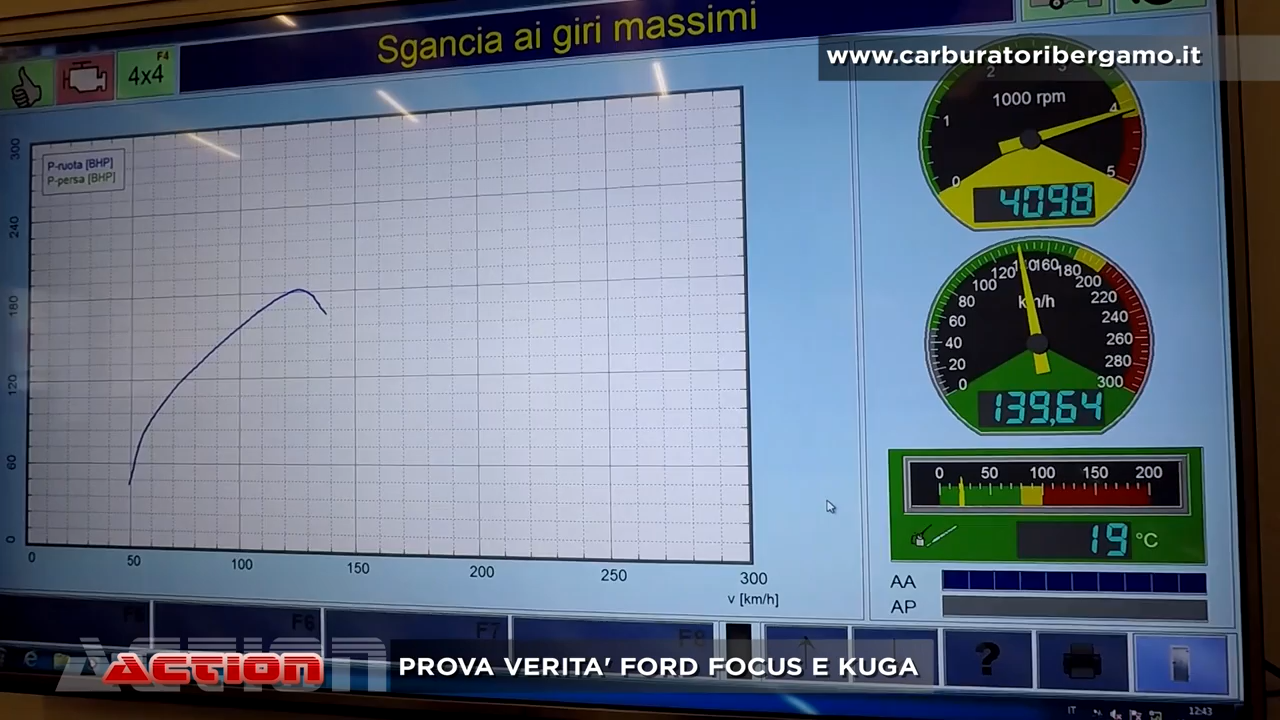 Sgancia ai giri massimi
www.carburatoribergamo.it
F4
4x4
P-ruota [BHP]
P-persa [BHP]
300
240
180
120
60
0
0
50
100
150
200
250
300
v [km/h]
1000 rpm
0
1
2
3
4
5
4098
km/h
0
20
40
60
80
100
120
160
180
200
220
240
260
280
300
139,64
0 50 100 150 200
19 °C
AA
AP
F6
F7
F8
?
ACTION
ACTION
PROVA VERITA' FORD FOCUS E KUGA
IT
12:43